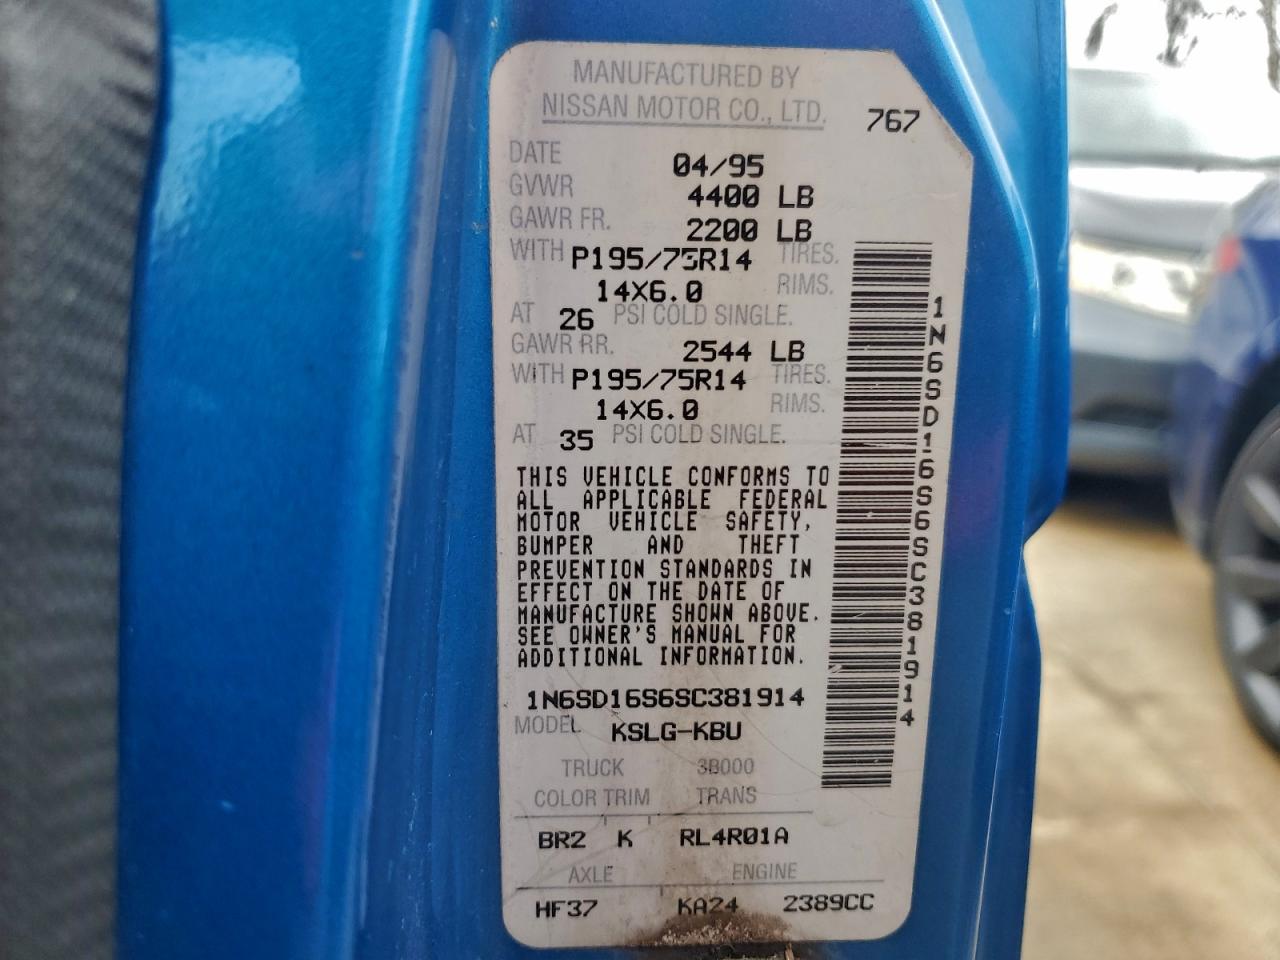 MANUFACTURED BY
NISSAN MOTOR CO., LTD.
767
DATE 04/95
GVWR 4400 LB
GAWR FR. 2200 LB
WITH P195/75R14 TIRES.
14X6.0 RIMS.
AT 26 PSI COLD SINGLE.
GAWR RR. 2544 LB
WITH P195/75R14 TIRES.
14X6.0 RIMS.
AT 35 PSI COLD SINGLE.
THIS VEHICLE CONFORMS TO
ALL APPLICABLE FEDERAL
MOTOR VEHICLE SAFETY,
BUMPER AND THEFT
PREVENTION STANDARDS IN
EFFECT ON THE DATE OF
MANUFACTURE SHOWN ABOVE.
SEE OWNER'S MANUAL FOR
ADDITIONAL INFORMATION.
1N6SD16S6SC381914
MODEL KSLG-KBU
TRUCK 3B000
COLOR TRIM TRANS
BR2 K RL4R01A
AXLE ENGINE
HF37 KA24 2389CC
1N6SD16S6SC381914